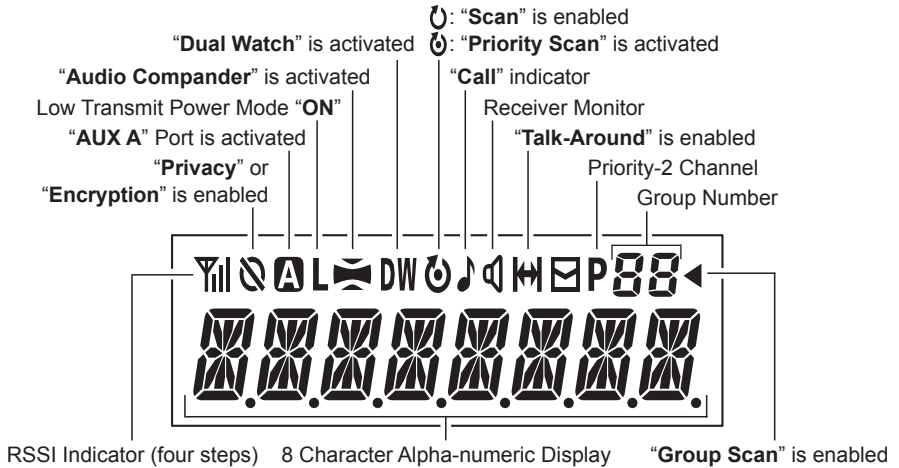 : “Scan” is enabled
“Dual Watch” is activated : “Priority Scan” is activated
“Audio Compander” is activated “Call” indicator
Low Transmit Power Mode “ON” Receiver Monitor
“AUX A” Port is activated “Talk-Around” is enabled
“Privacy” or Priority-2 Channel
“Encryption” is enabled Group Number
A L DW P 88
RSSI Indicator (four steps) 8 Character Alpha-numeric Display “Group Scan” is enabled